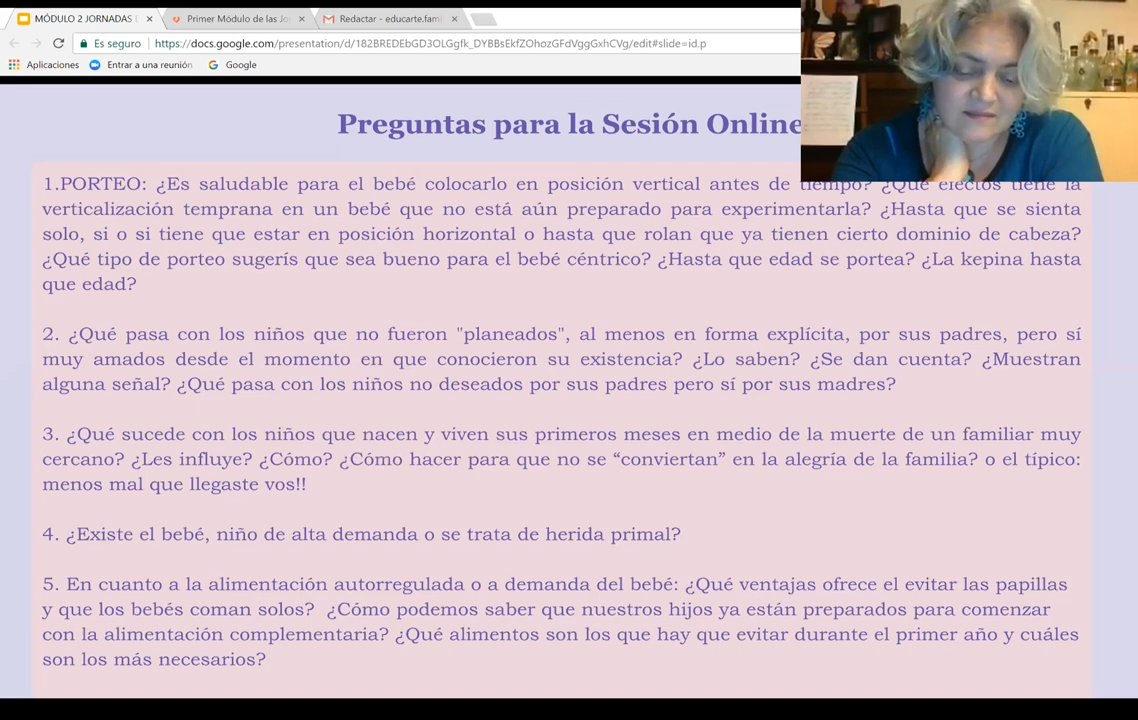 MÓDULO 2 JORNADAS
Primer Módulo de las Jo
Redactar - educarte.fam
Es seguro
https://docs.google.com/presentation/d/182BREDEbGD3OLGgfk_DYBBsEkfZOhozGFdVggGxhCVg/edit#slide=id.p
Aplicaciones
Entrar a una reunión
Google
Preguntas para la Sesión Online
1.PORTEO: ¿Es saludable para el bebé colocarlo en posición vertical antes de tiempo? ¿Qué efectos tiene la
verticalización temprana en un bebé que no está aún preparado para experimentarla? ¿Hasta que se sienta
solo, si o si tiene que estar en posición horizontal o hasta que rolan que ya tienen cierto dominio de cabeza?
¿Qué tipo de porteo sugerís que sea bueno para el bebé céntrico? ¿Hasta que edad se portea? ¿La kepina hasta
que edad?
2. ¿Qué pasa con los niños que no fueron "planeados", al menos en forma explícita, por sus padres, pero sí
muy amados desde el momento en que conocieron su existencia? ¿Lo saben? ¿Se dan cuenta? ¿Muestran
alguna señal? ¿Qué pasa con los niños no deseados por sus padres pero sí por sus madres?
3. ¿Qué sucede con los niños que nacen y viven sus primeros meses en medio de la muerte de un familiar muy
cercano? ¿Les influye? ¿Cómo? ¿Cómo hacer para que no se “conviertan” en la alegría de la familia? o el típico:
menos mal que llegaste vos!!
4. ¿Existe el bebé, niño de alta demanda o se trata de herida primal?
5. En cuanto a la alimentación autorregulada o a demanda del bebé: ¿Qué ventajas ofrece el evitar las papillas
y que los bebés coman solos? ¿Cómo podemos saber que nuestros hijos ya están preparados para comenzar
con la alimentación complementaria? ¿Qué alimentos son los que hay que evitar durante el primer año y cuáles
son los más necesarios?